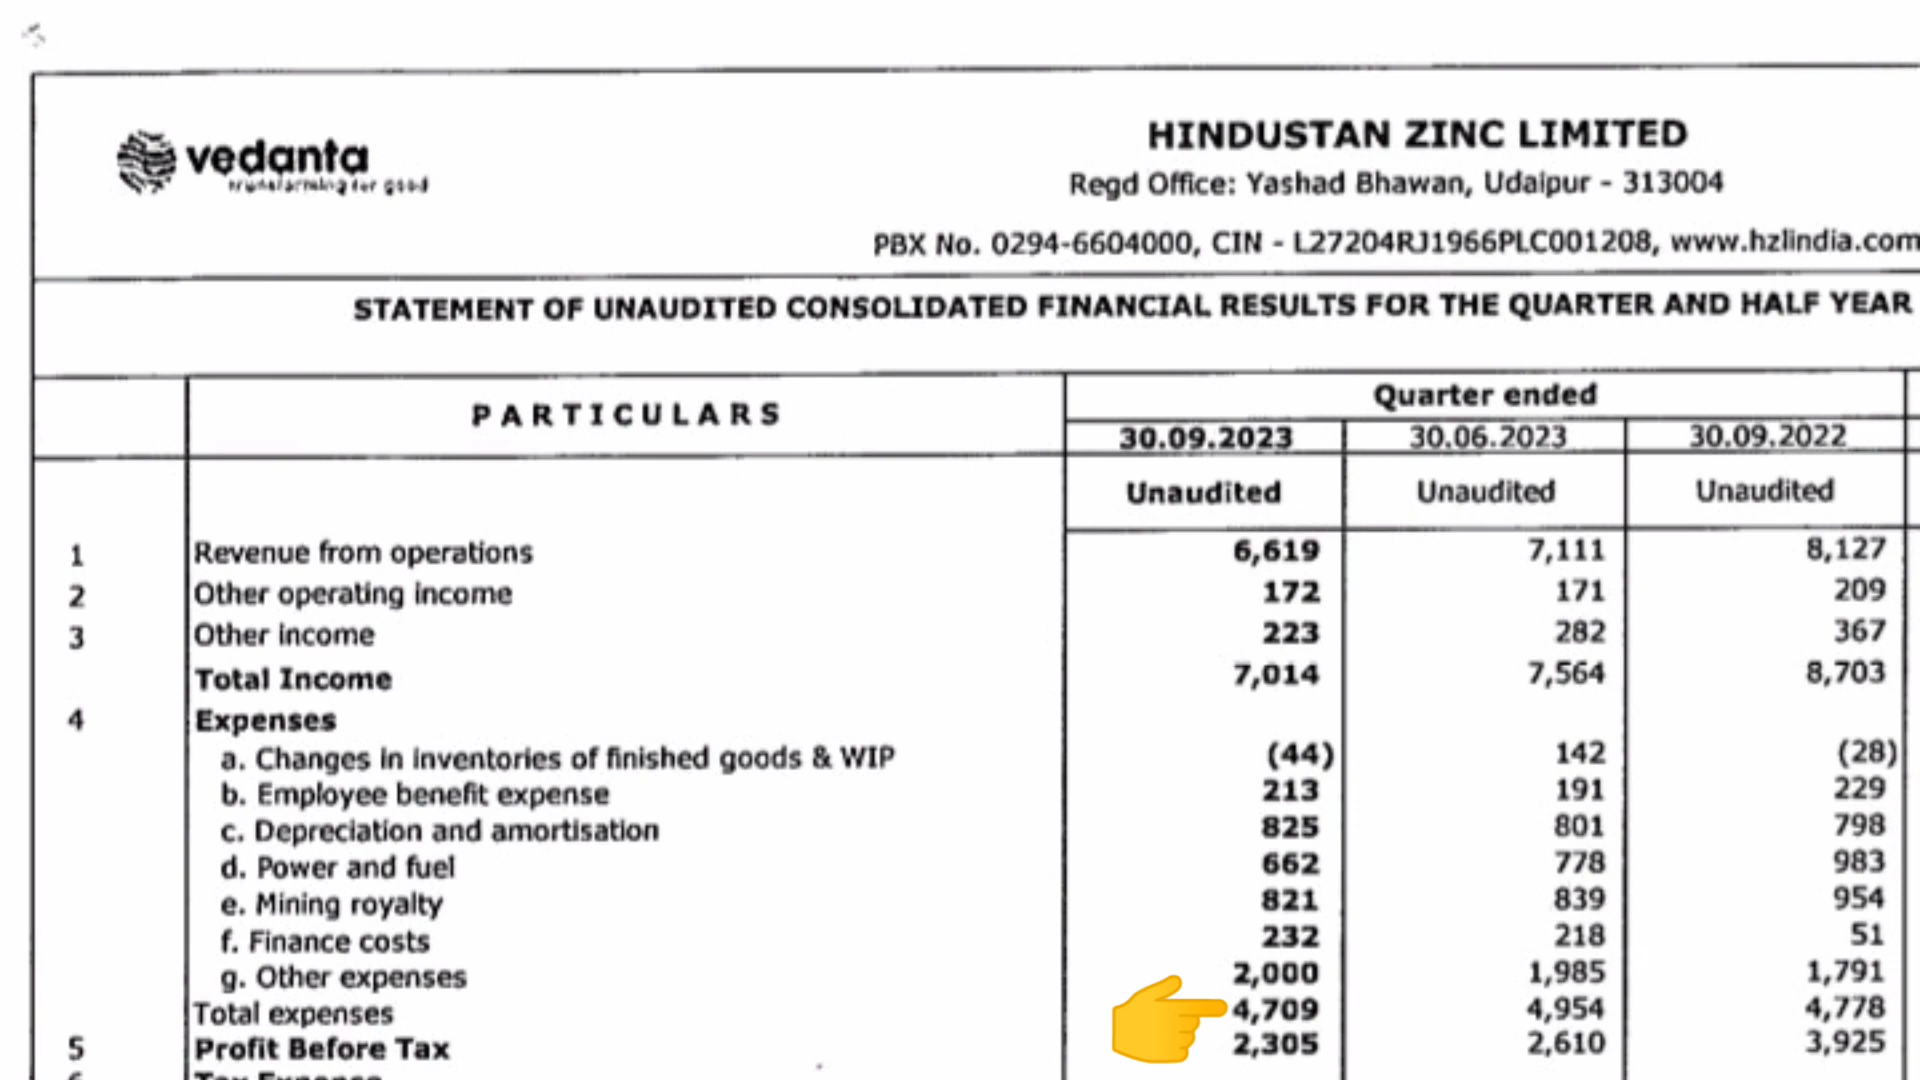 vedanta
transforming for good
HINDUSTAN ZINC LIMITED
Regd Office: Yashad Bhawan, Udaipur - 313004
PBX No. 0294-6604000, CIN - L27204RJ1966PLC001208, www.hzlindia.com
STATEMENT OF UNAUDITED CONSOLIDATED FINANCIAL RESULTS FOR THE QUARTER AND HALF YEAR
PARTICULARS Quarter ended
30.09.2023 30.06.2023 30.09.2022
Unaudited Unaudited Unaudited
1 Revenue from operations 6,619 7,111 8,127
2 Other operating income 172 171 209
3 Other income 223 282 367
Total Income 7,014 7,564 8,703
4 Expenses
a. Changes in inventories of finished goods & WIP (44) 142 (28)
b. Employee benefit expense 213 191 229
c. Depreciation and amortisation 825 801 798
d. Power and fuel 662 778 983
e. Mining royalty 821 839 954
f. Finance costs 232 218 51
g. Other expenses 2,000 1,985 1,791
Total expenses 4,709 4,954 4,778
5 Profit Before Tax 2,305 2,610 3,925
6 Tax Expense